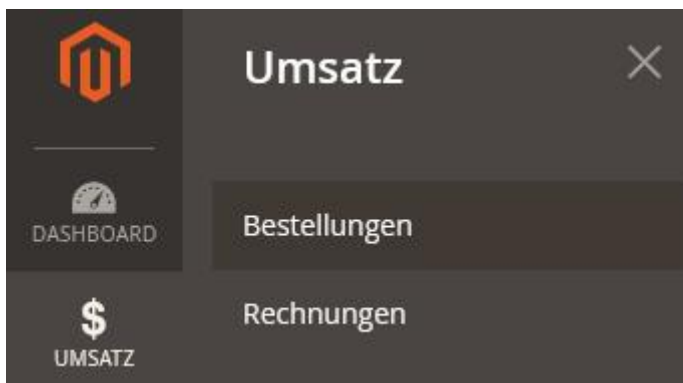 Umsatz
DASHBOARD
Bestellungen
$
UMSATZ
Rechnungen